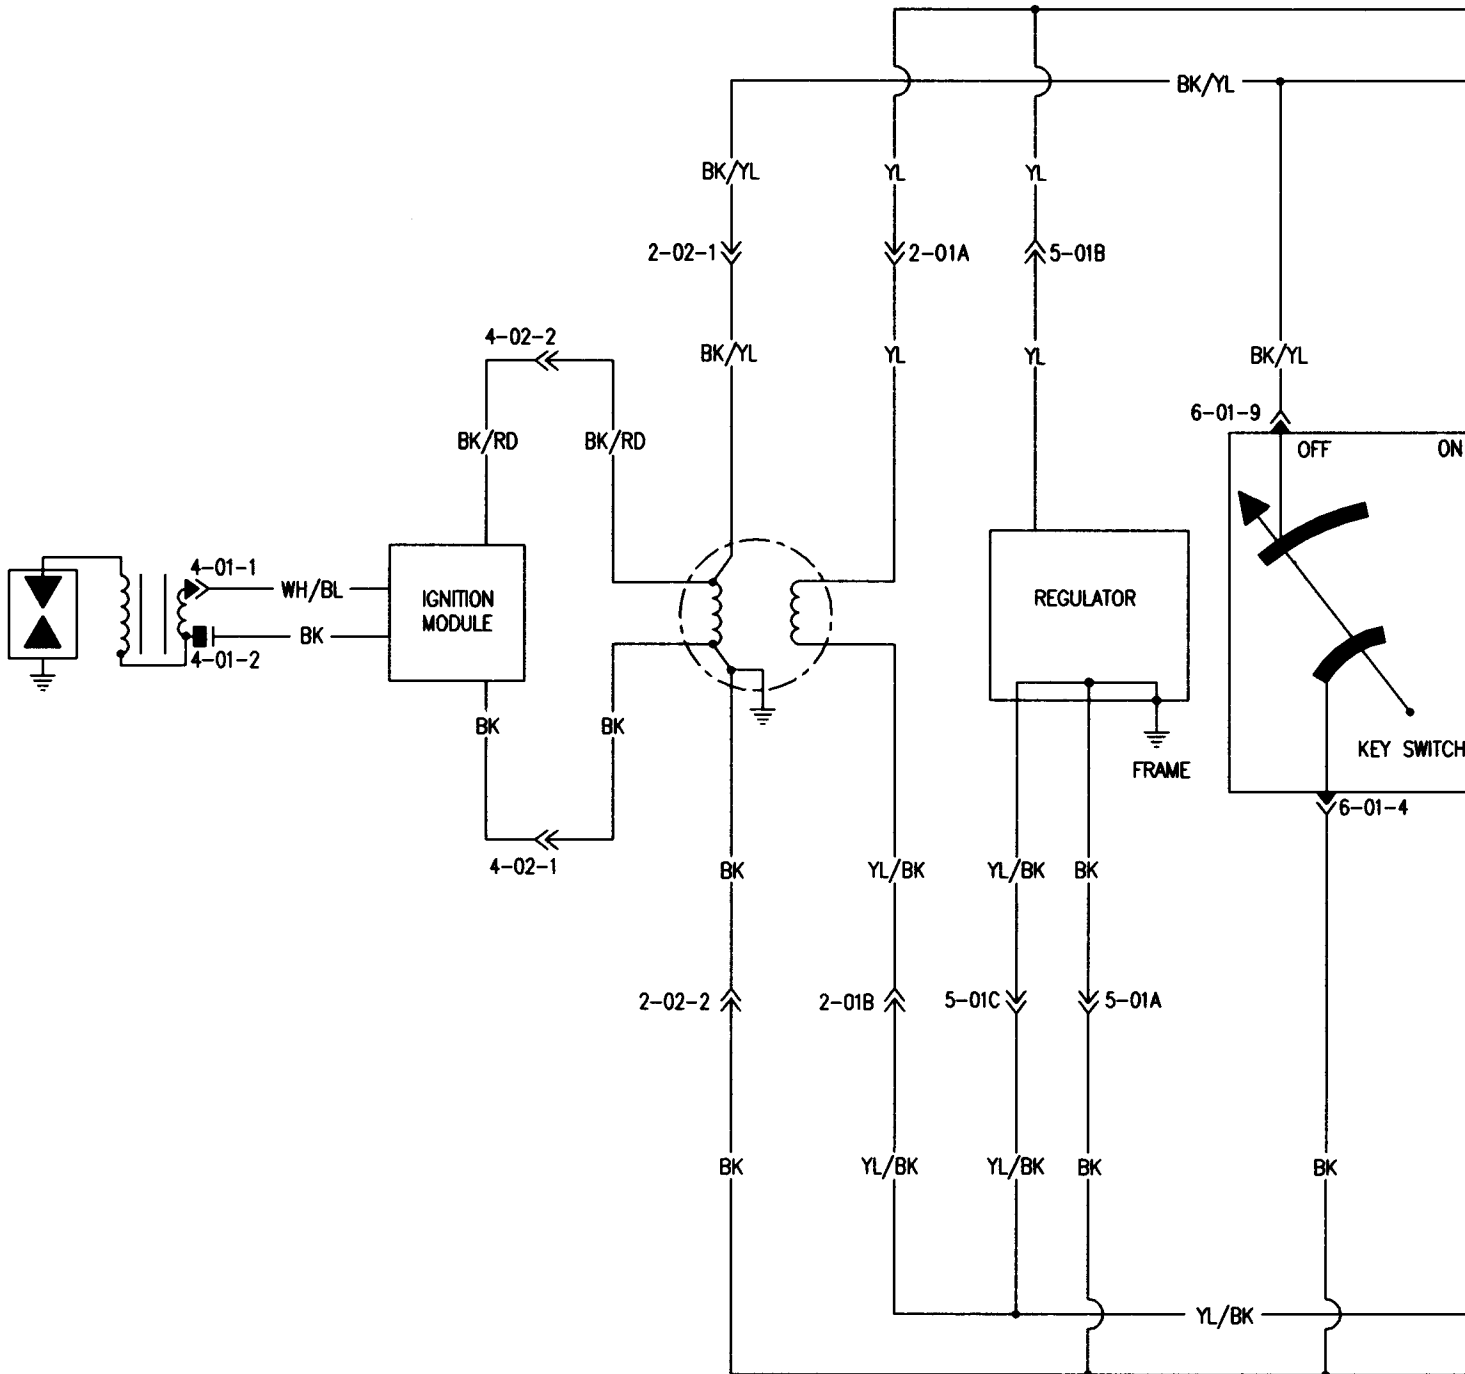 BK/YL
BK/YL YL YL
2-02-1 2-01A 5-01B
4-02-2
BK/YL YL YL BK/YL
6-01-9
BK/RD BK/RD
OFF ON
4-01-1
WH/BL
IGNITION
MODULE
REGULATOR
BK
4-01-2
BK BK
KEY SWITCH
FRAME
6-01-4
4-02-1
BK YL/BK YL/BK BK
2-02-2 2-01B 5-01C 5-01A
BK YL/BK YL/BK BK BK
YL/BK